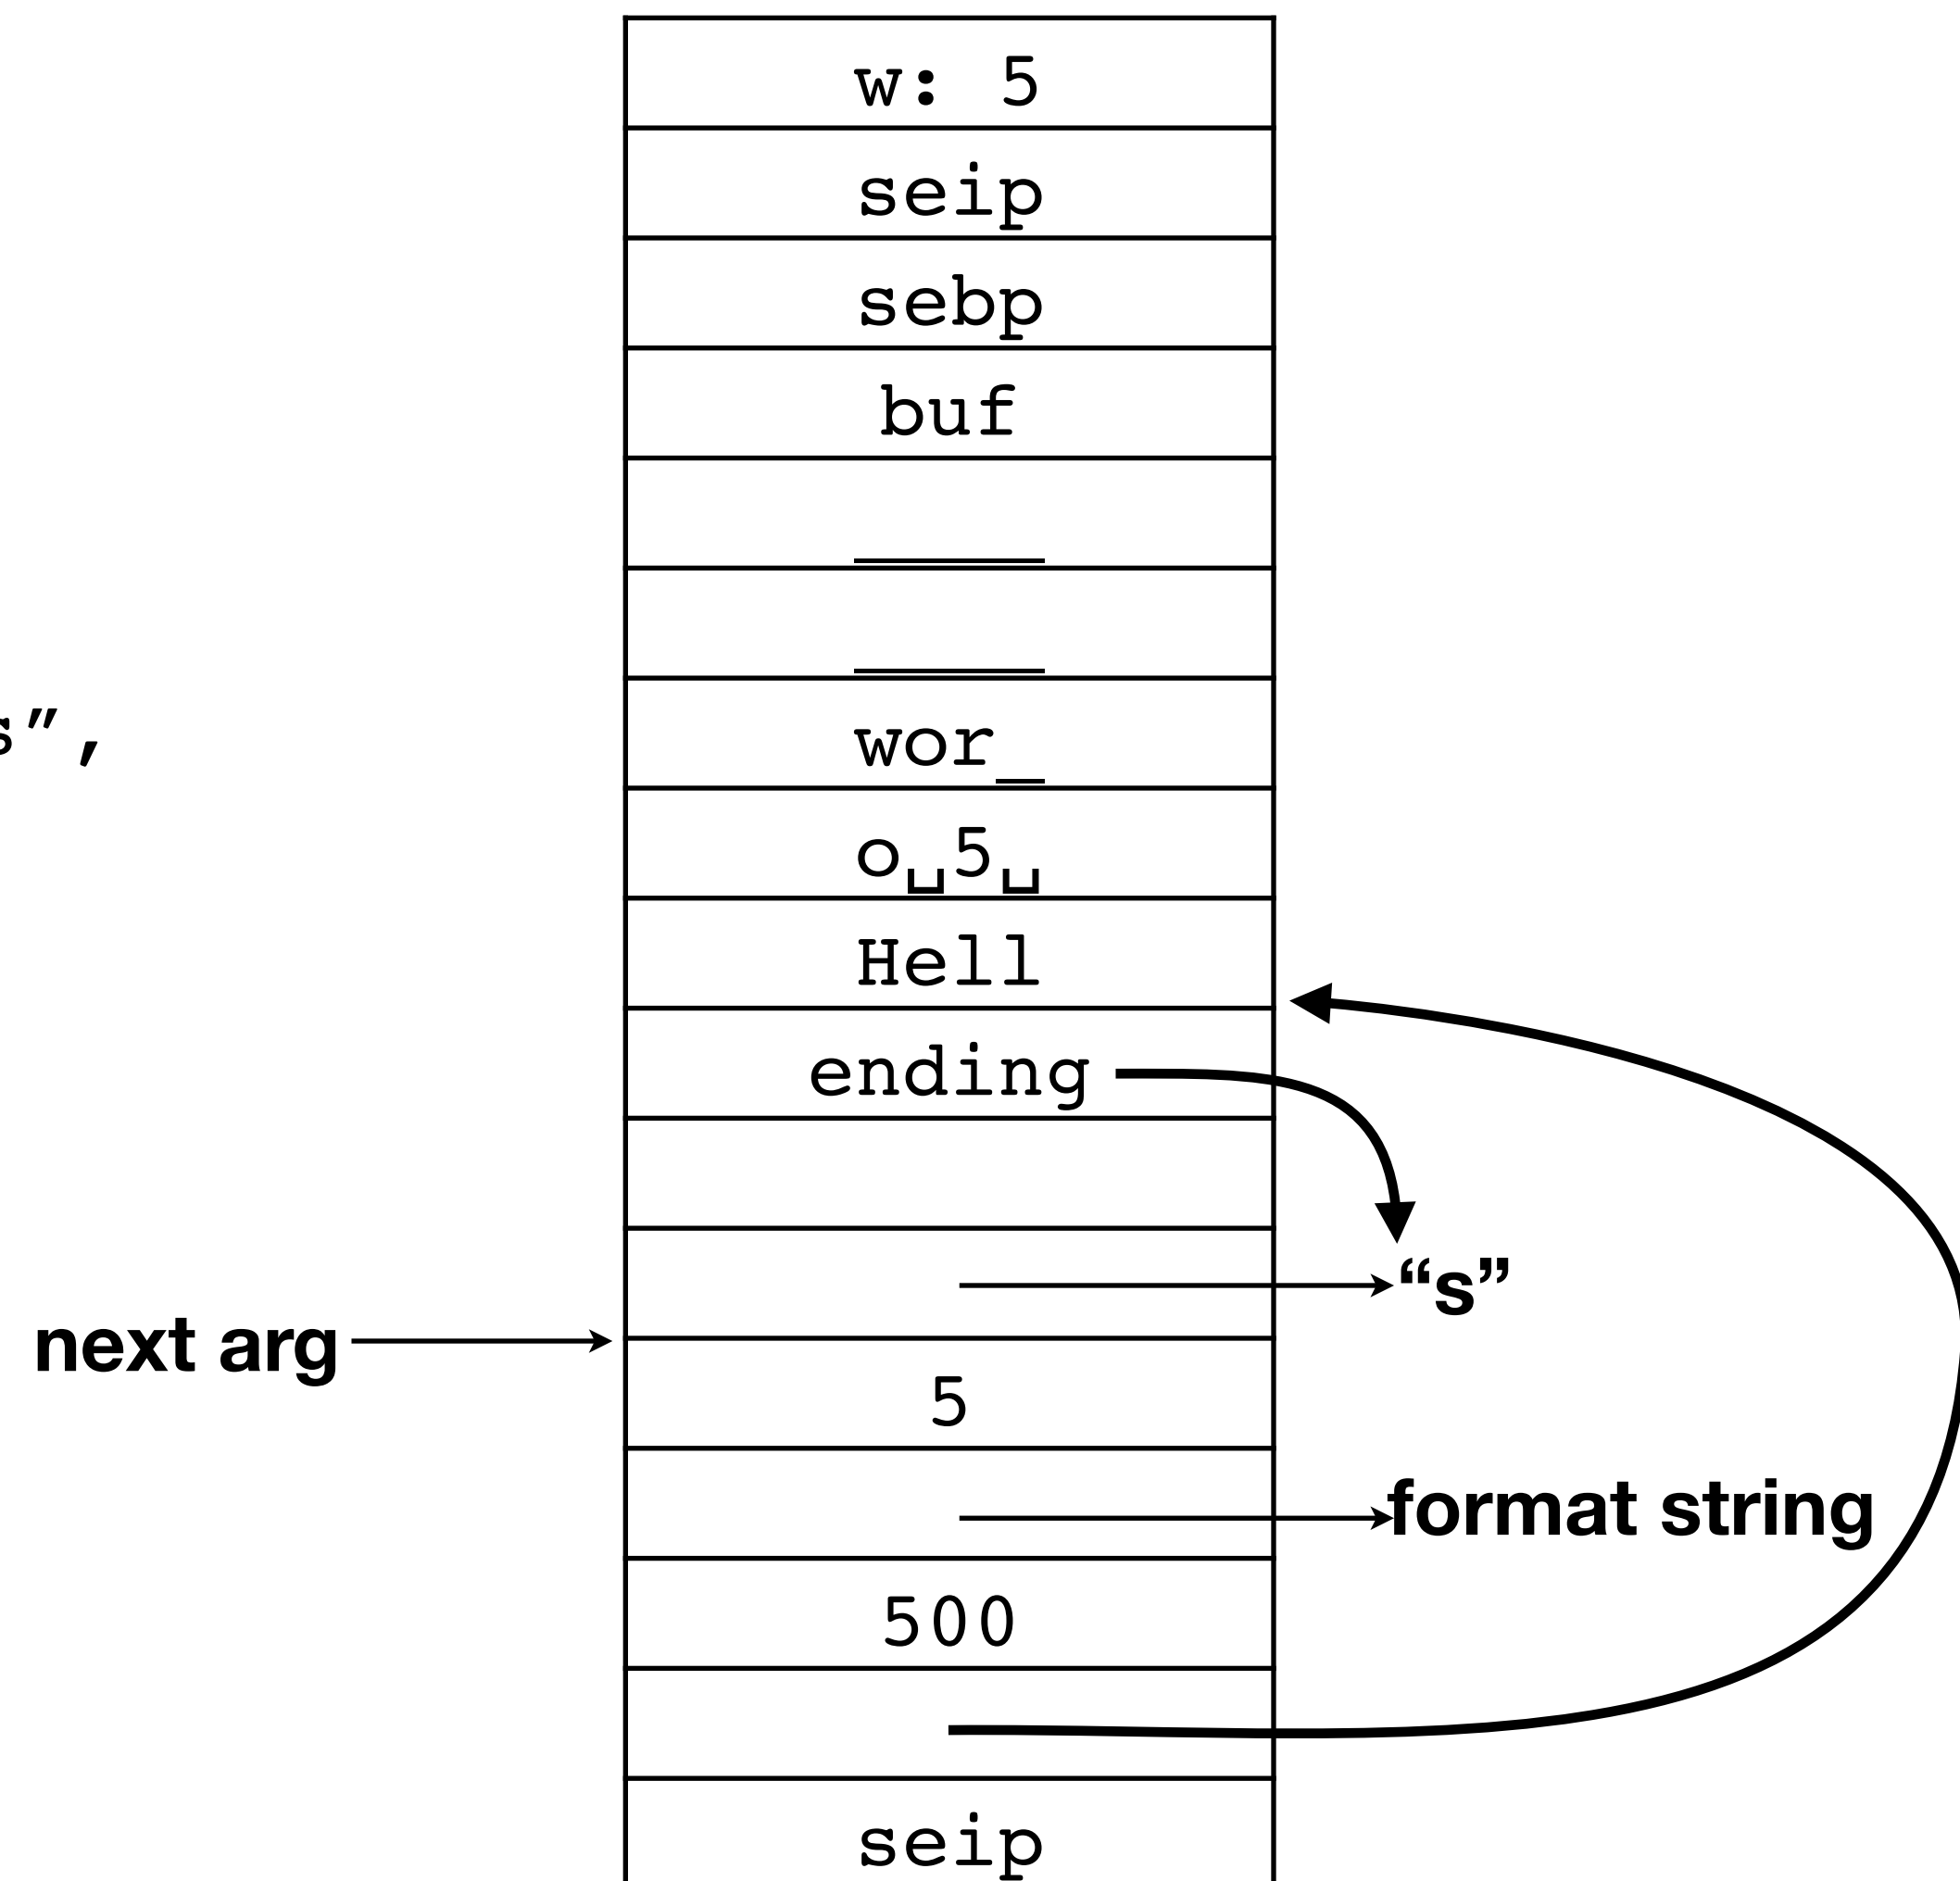 w: 5
seip
sebp
buf
____
____
s”,
wor_
o␣5␣
Hell
ending
“s”
next arg
5
format string
500
seip